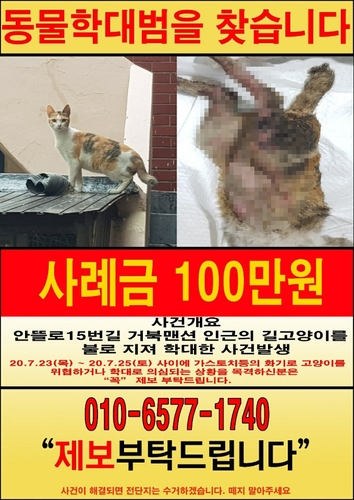 동물학대범을 찾습니다
사례금 100만원
사건개요
안뜰로15번길 거북맨션 인근의 길고양이를
불로 지져 학대한 사건발생
20.7.23(목) ~ 20.7.25(토) 사이에 가스토치등의 화기로 고양이를
위협하거나 학대로 의심되는 상황을 목격하신분은
“꼭” 제보 부탁드립니다.
010-6577-1740
“제보부탁드립니다”
사건이 해결되면 전단지는 수거하겠습니다. 떼지 말아주세요